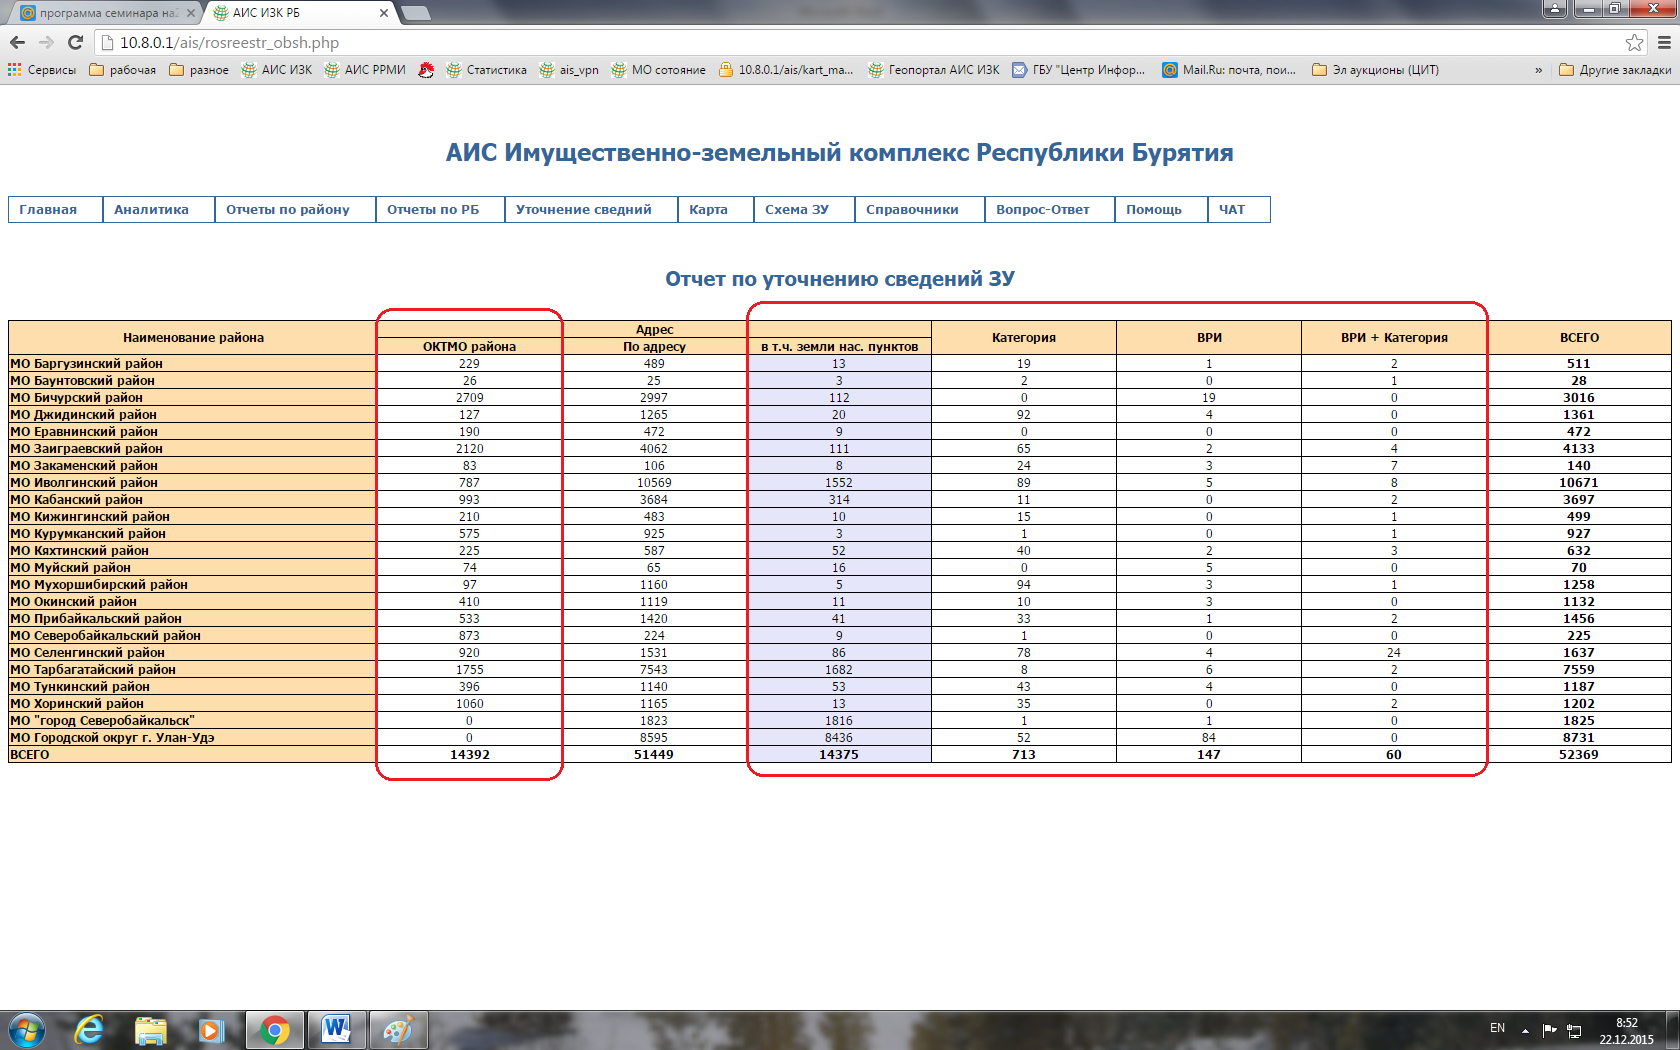 программа семинара на
АИС ИЗК РБ
10.8.0.1/ais/rosreestr_obsh.php
Сервисы рабочая разное АИС ИЗК АИС РРМИ Статистика ais_vpn МО сотояние 10.8.0.1/ais/kart_ma... Геопортал АИС ИЗК ГБУ "Центр Инфор... Mail.Ru: почта, пои... Эл аукционы (ЦИТ) » Другие закладки
АИС Имущественно-земельный комплекс Республики Бурятия
Главная Аналитика Отчеты по району Отчеты по РБ Уточнение сведний Карта Схема ЗУ Справочники Вопрос-Ответ Помощь ЧАТ
Отчет по уточнению сведений ЗУ
Наименование района Адрес Категория ВРИ ВРИ + Категория ВСЕГО
ОКТМО района По адресу в т.ч. земли нас. пунктов
МО Баргузинский район 229 489 13 19 1 2 511
МО Баунтовский район 26 25 3 2 0 1 28
МО Бичурский район 2709 2997 112 0 19 0 3016
МО Джидинский район 127 1265 20 92 4 0 1361
МО Еравнинский район 190 472 9 0 0 0 472
МО Заиграевский район 2120 4062 111 65 2 4 4133
МО Закаменский район 83 106 8 24 3 7 140
МО Иволгинский район 787 10569 1552 89 5 8 10671
МО Кабанский район 993 3684 314 11 0 2 3697
МО Кижингинский район 210 483 10 15 0 1 499
МО Курумканский район 575 925 3 1 0 1 927
МО Кяхтинский район 225 587 52 40 2 3 632
МО Муйский район 74 65 16 0 5 0 70
МО Мухоршибирский район 97 1160 5 94 3 1 1258
МО Окинский район 410 1119 11 10 3 0 1132
МО Прибайкальский район 533 1420 41 33 1 2 1456
МО Северобайкальский район 873 224 9 1 0 0 225
МО Селенгинский район 920 1531 86 78 4 24 1637
МО Тарбагатайский район 1755 7543 1682 8 6 2 7559
МО Тункинский район 396 1140 53 43 4 0 1187
МО Хоринский район 1060 1165 13 35 0 2 1202
МО "город Северобайкальск" 0 1823 1816 1 1 0 1825
МО Городской округ г. Улан-Удэ 0 8595 8436 52 84 0 8731
ВСЕГО 14392 51449 14375 713 147 60 52369
EN
8:52
22.12.2015